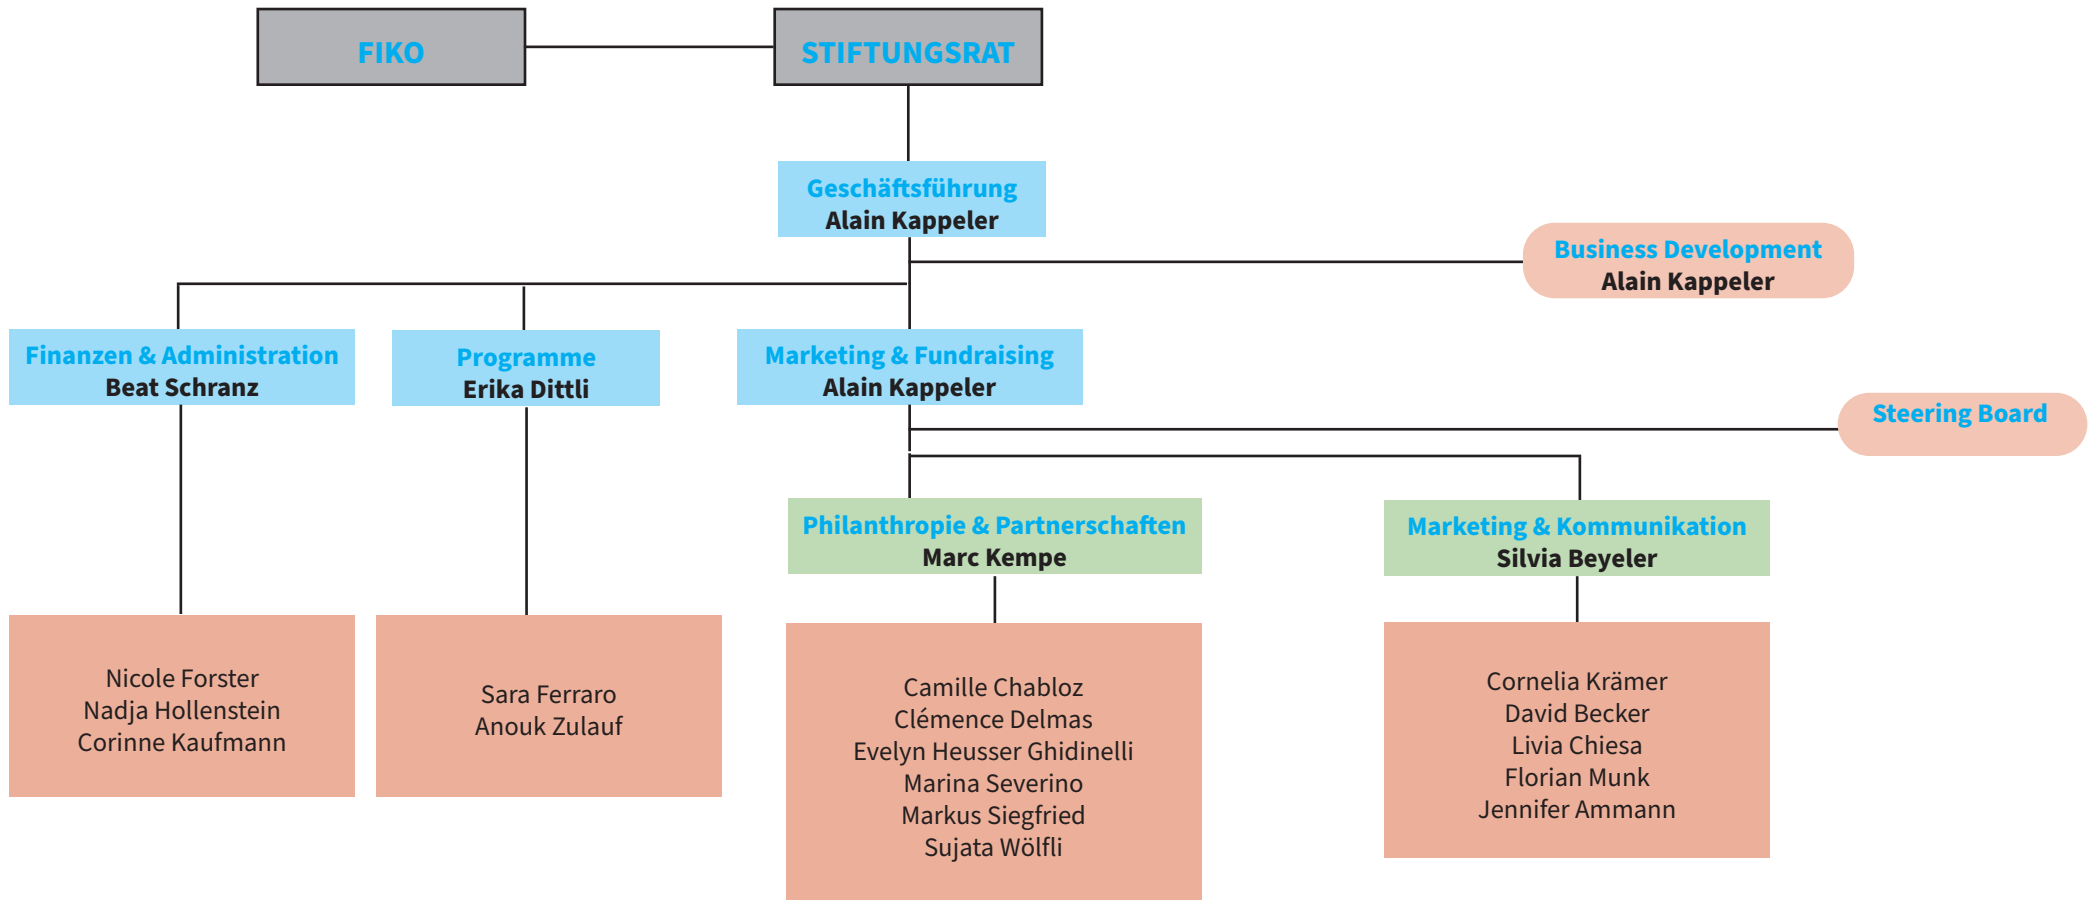 FIKO
STIFTUNGSRAT
Geschäftsführung
Alain Kappeler
Business Development
Alain Kappeler
Finanzen & Administration
Beat Schranz
Programme
Erika Dittli
Marketing & Fundraising
Alain Kappeler
Steering Board
Philanthropie & Partnerschaften
Marc Kempe
Marketing & Kommunikation
Silvia Beyeler
Nicole Forster
Nadja Hollenstein
Corinne Kaufmann
Sara Ferraro
Anouk Zulauf
Camille Chabloz
Clémence Delmas
Evelyn Heusser Ghidinelli
Marina Severino
Markus Siegfried
Sujata Wölfli
Cornelia Krämer
David Becker
Livia Chiesa
Florian Munk
Jennifer Ammann